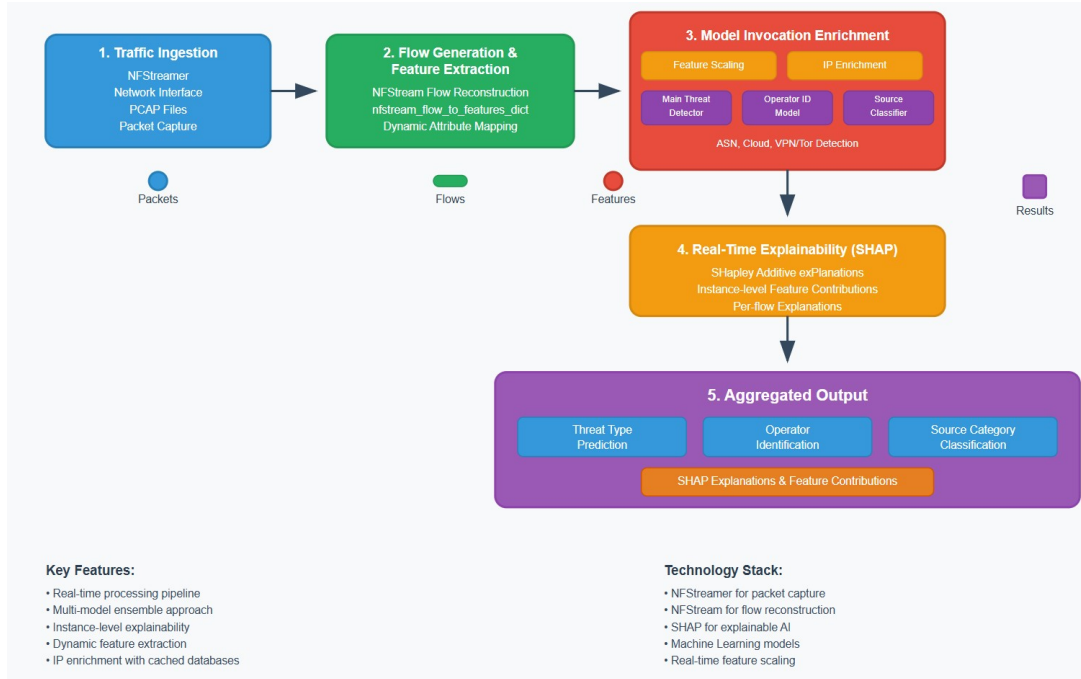 1. Traffic Ingestion
NFStreamer
Network Interface
PCAP Files
Packet Capture
2. Flow Generation &
Feature Extraction
NFStream Flow Reconstruction
nfstream_flow_to_features_dict
Dynamic Attribute Mapping
3. Model Invocation Enrichment
Feature Scaling
IP Enrichment
Main Threat
Detector
Operator ID
Model
Source
Classifier
ASN, Cloud, VPN/Tor Detection
Packets
Flows
Features
Results
4. Real-Time Explainability (SHAP)
SHapley Additive exPlanations
Instance-level Feature Contributions
Per-flow Explanations
5. Aggregated Output
Threat Type
Prediction
Operator
Identification
Source Category
Classification
SHAP Explanations & Feature Contributions
Key Features:
• Real-time processing pipeline
• Multi-model ensemble approach
• Instance-level explainability
• Dynamic feature extraction
• IP enrichment with cached databases
Technology Stack:
• NFStreamer for packet capture
• NFStream for flow reconstruction
• SHAP for explainable AI
• Machine Learning models
• Real-time feature scaling